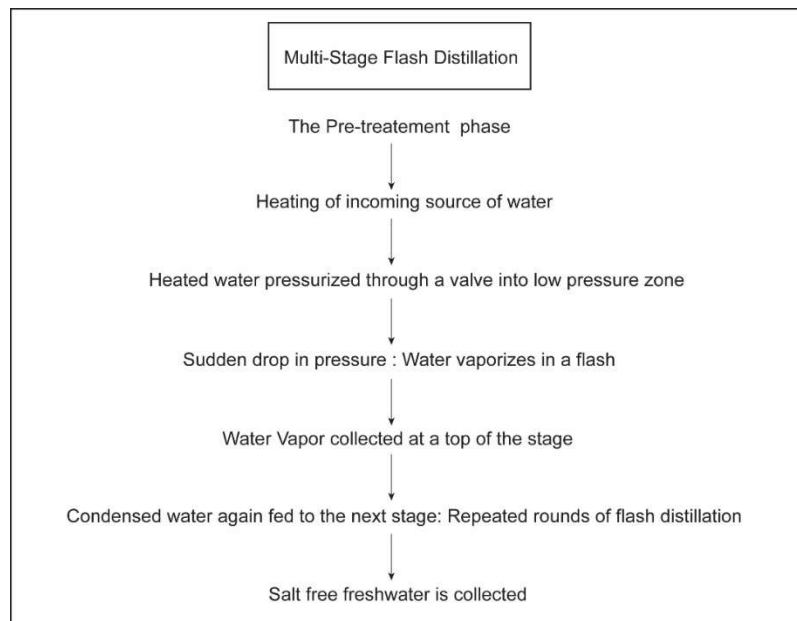 Multi-Stage Flash Distillation
The Pre-treatement phase
Heating of incoming source of water
Heated water pressurized through a valve into low pressure zone
Sudden drop in pressure : Water vaporizes in a flash
Water Vapor collected at a top of the stage
Condensed water again fed to the next stage: Repeated rounds of flash distillation
Salt free freshwater is collected